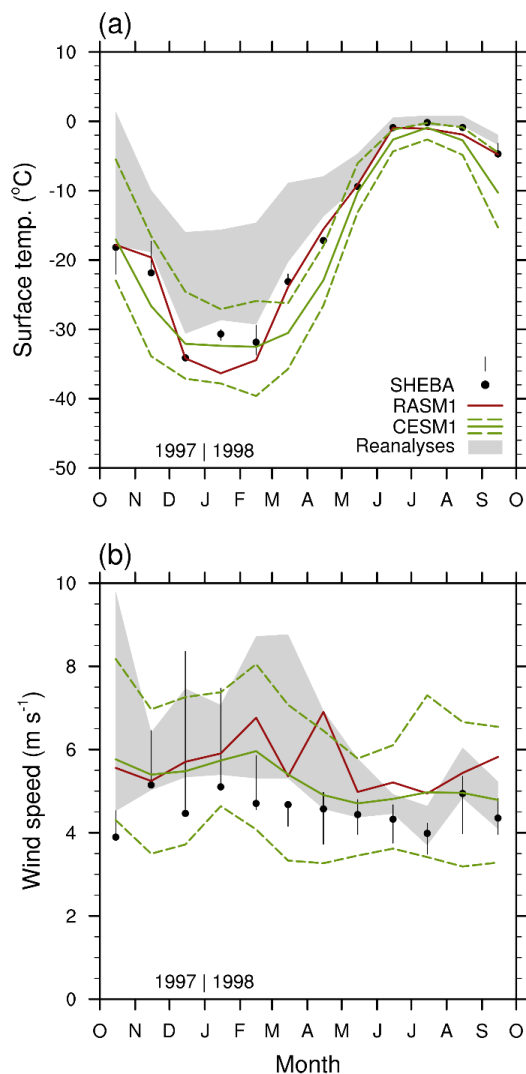 (a)
10
0
-10
-20
-30
-40
-50
Surface temp. (°C)
SHEBA
RASM1
CESM1
Reanalyses
1997 | 1998
O N D J F M A M J J A S O
(b)
10
8
6
4
2
0
Wind speed (m s⁻¹)
1997 | 1998
O N D J F M A M J J A S O
Month